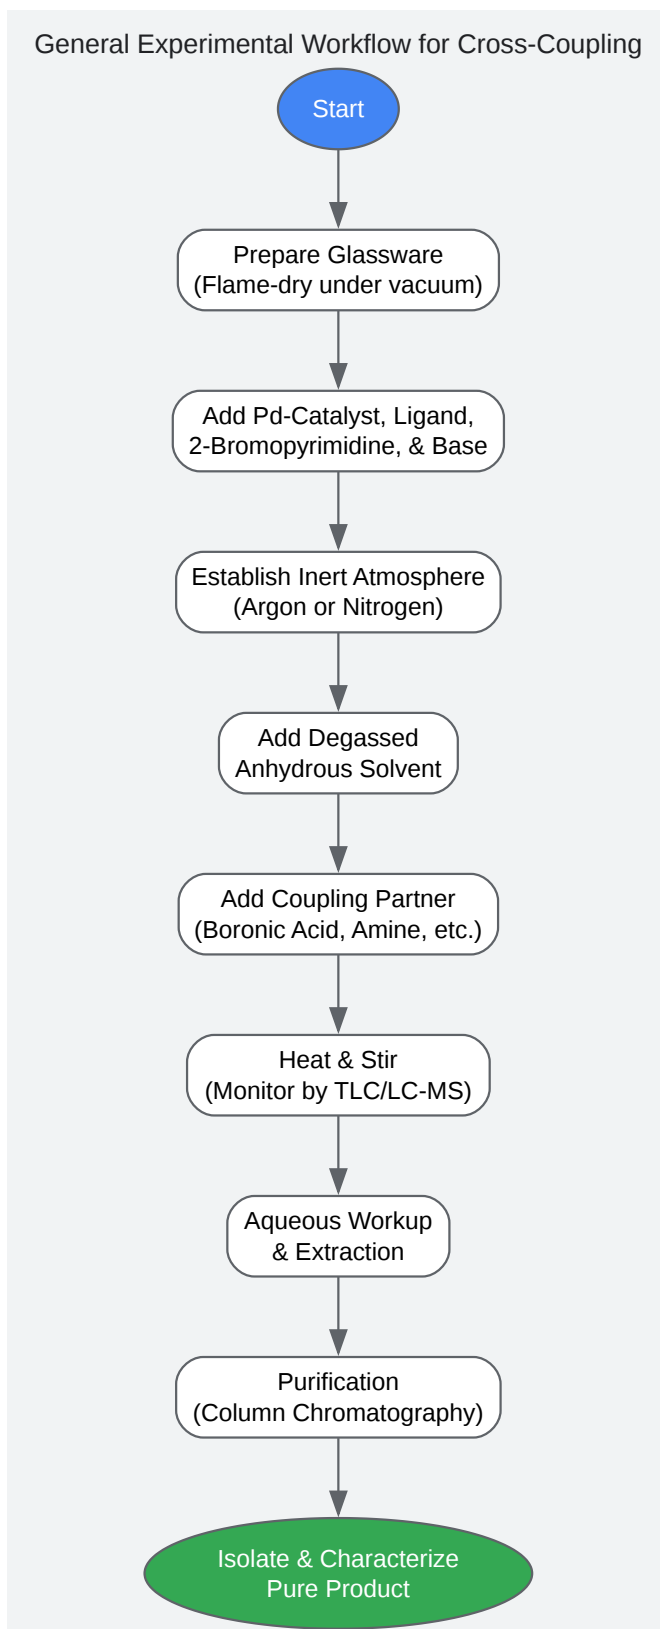 General Experimental Workflow for Cross-Coupling
Start
Prepare Glassware
(Flame-dry under vacuum)
Add Pd-Catalyst, Ligand,
2-Bromopyrimidine, & Base
Establish Inert Atmosphere
(Argon or Nitrogen)
Add Degassed
Anhydrous Solvent
Add Coupling Partner
(Boronic Acid, Amine, etc.)
Heat & Stir
(Monitor by TLC/LC-MS)
Aqueous Workup
& Extraction
Purification
(Column Chromatography)
Isolate & Characterize
Pure Product